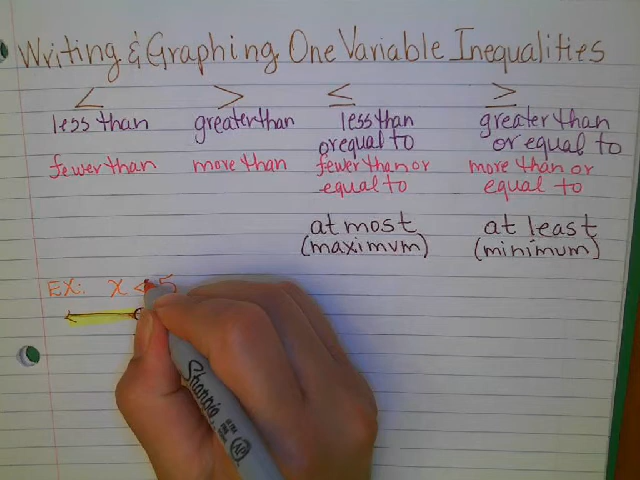 Writing & Graphing One Variable Inequalities
< > ≤ ≥
less than greater than less than or equal to greater than or equal to
fewer than more than fewer than or equal to more than or equal to
at most (maximum) at least (minimum)
EX: x < 5
Sharpie